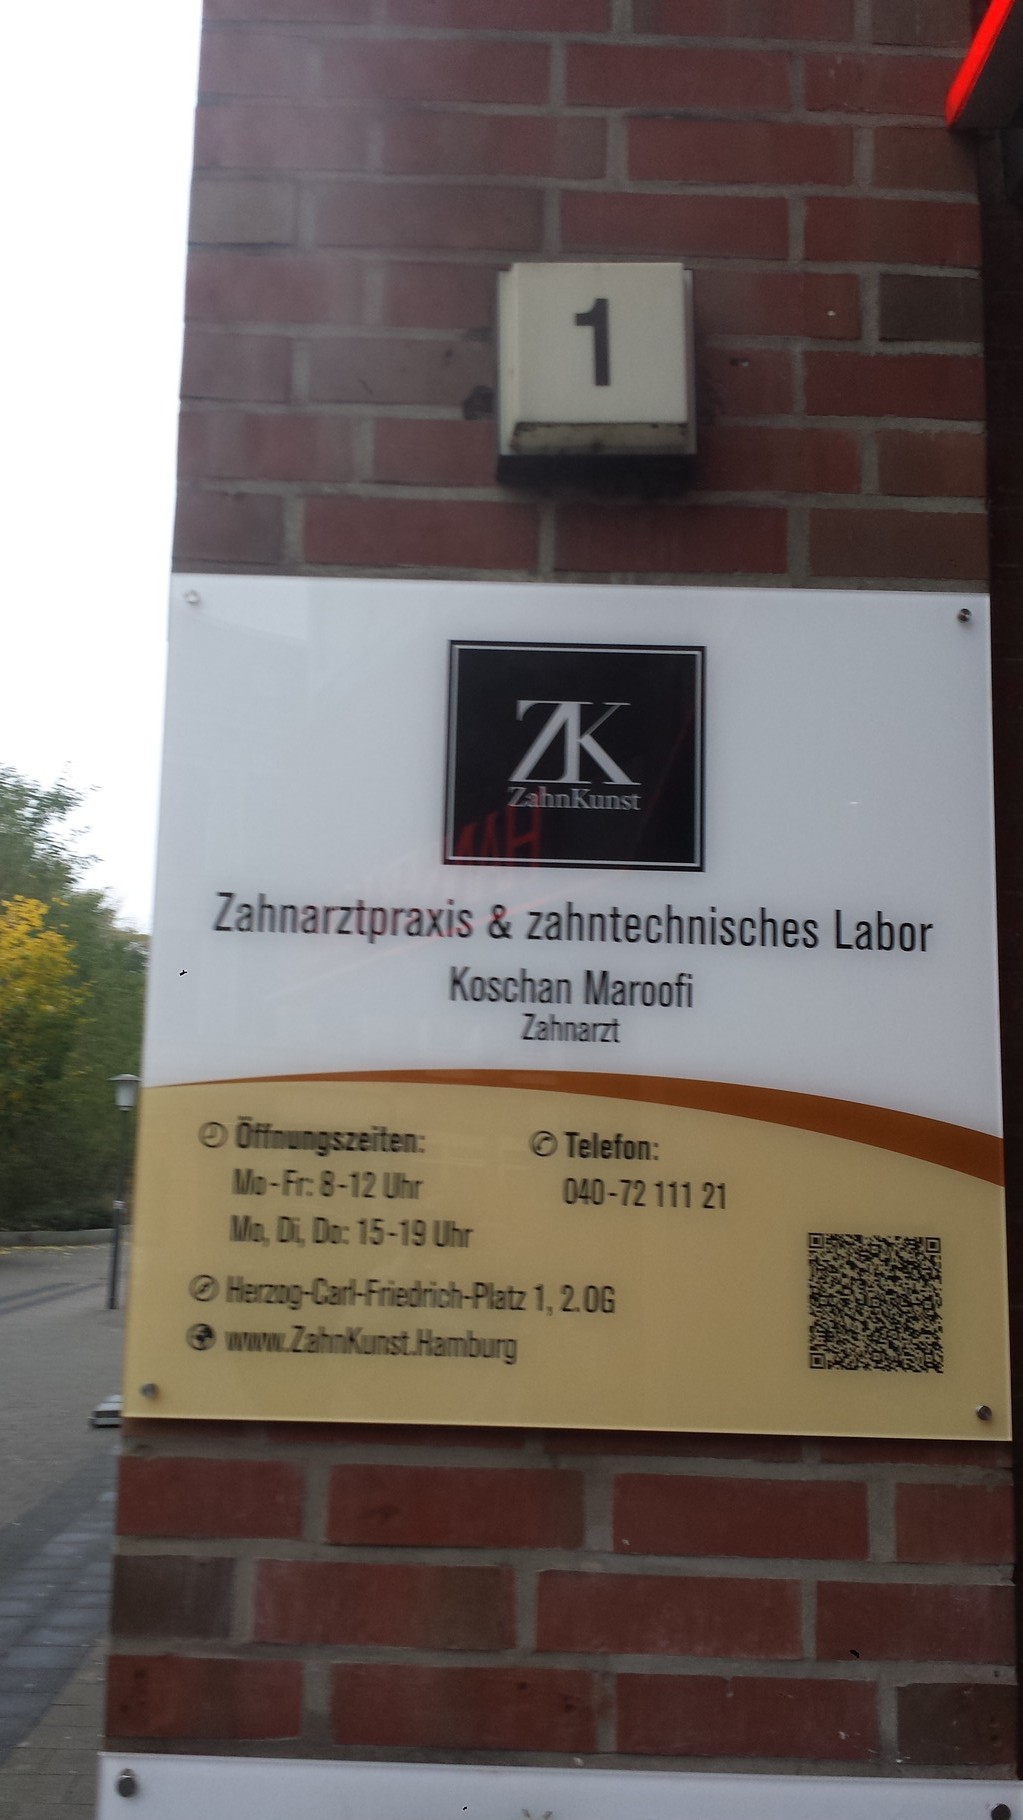 1
ZK
ZahnKunst
Zahnarztpraxis & zahntechnisches Labor
Koschan Maroofi
Zahnarzt
Öffnungszeiten:
Mo-Fr: 8-12 Uhr
Mo, Di, Do: 15-19 Uhr
Telefon:
040-72 111 21
Herzog-Carl-Friedrich-Platz 1, 2.OG
www.ZahnKunst.Hamburg